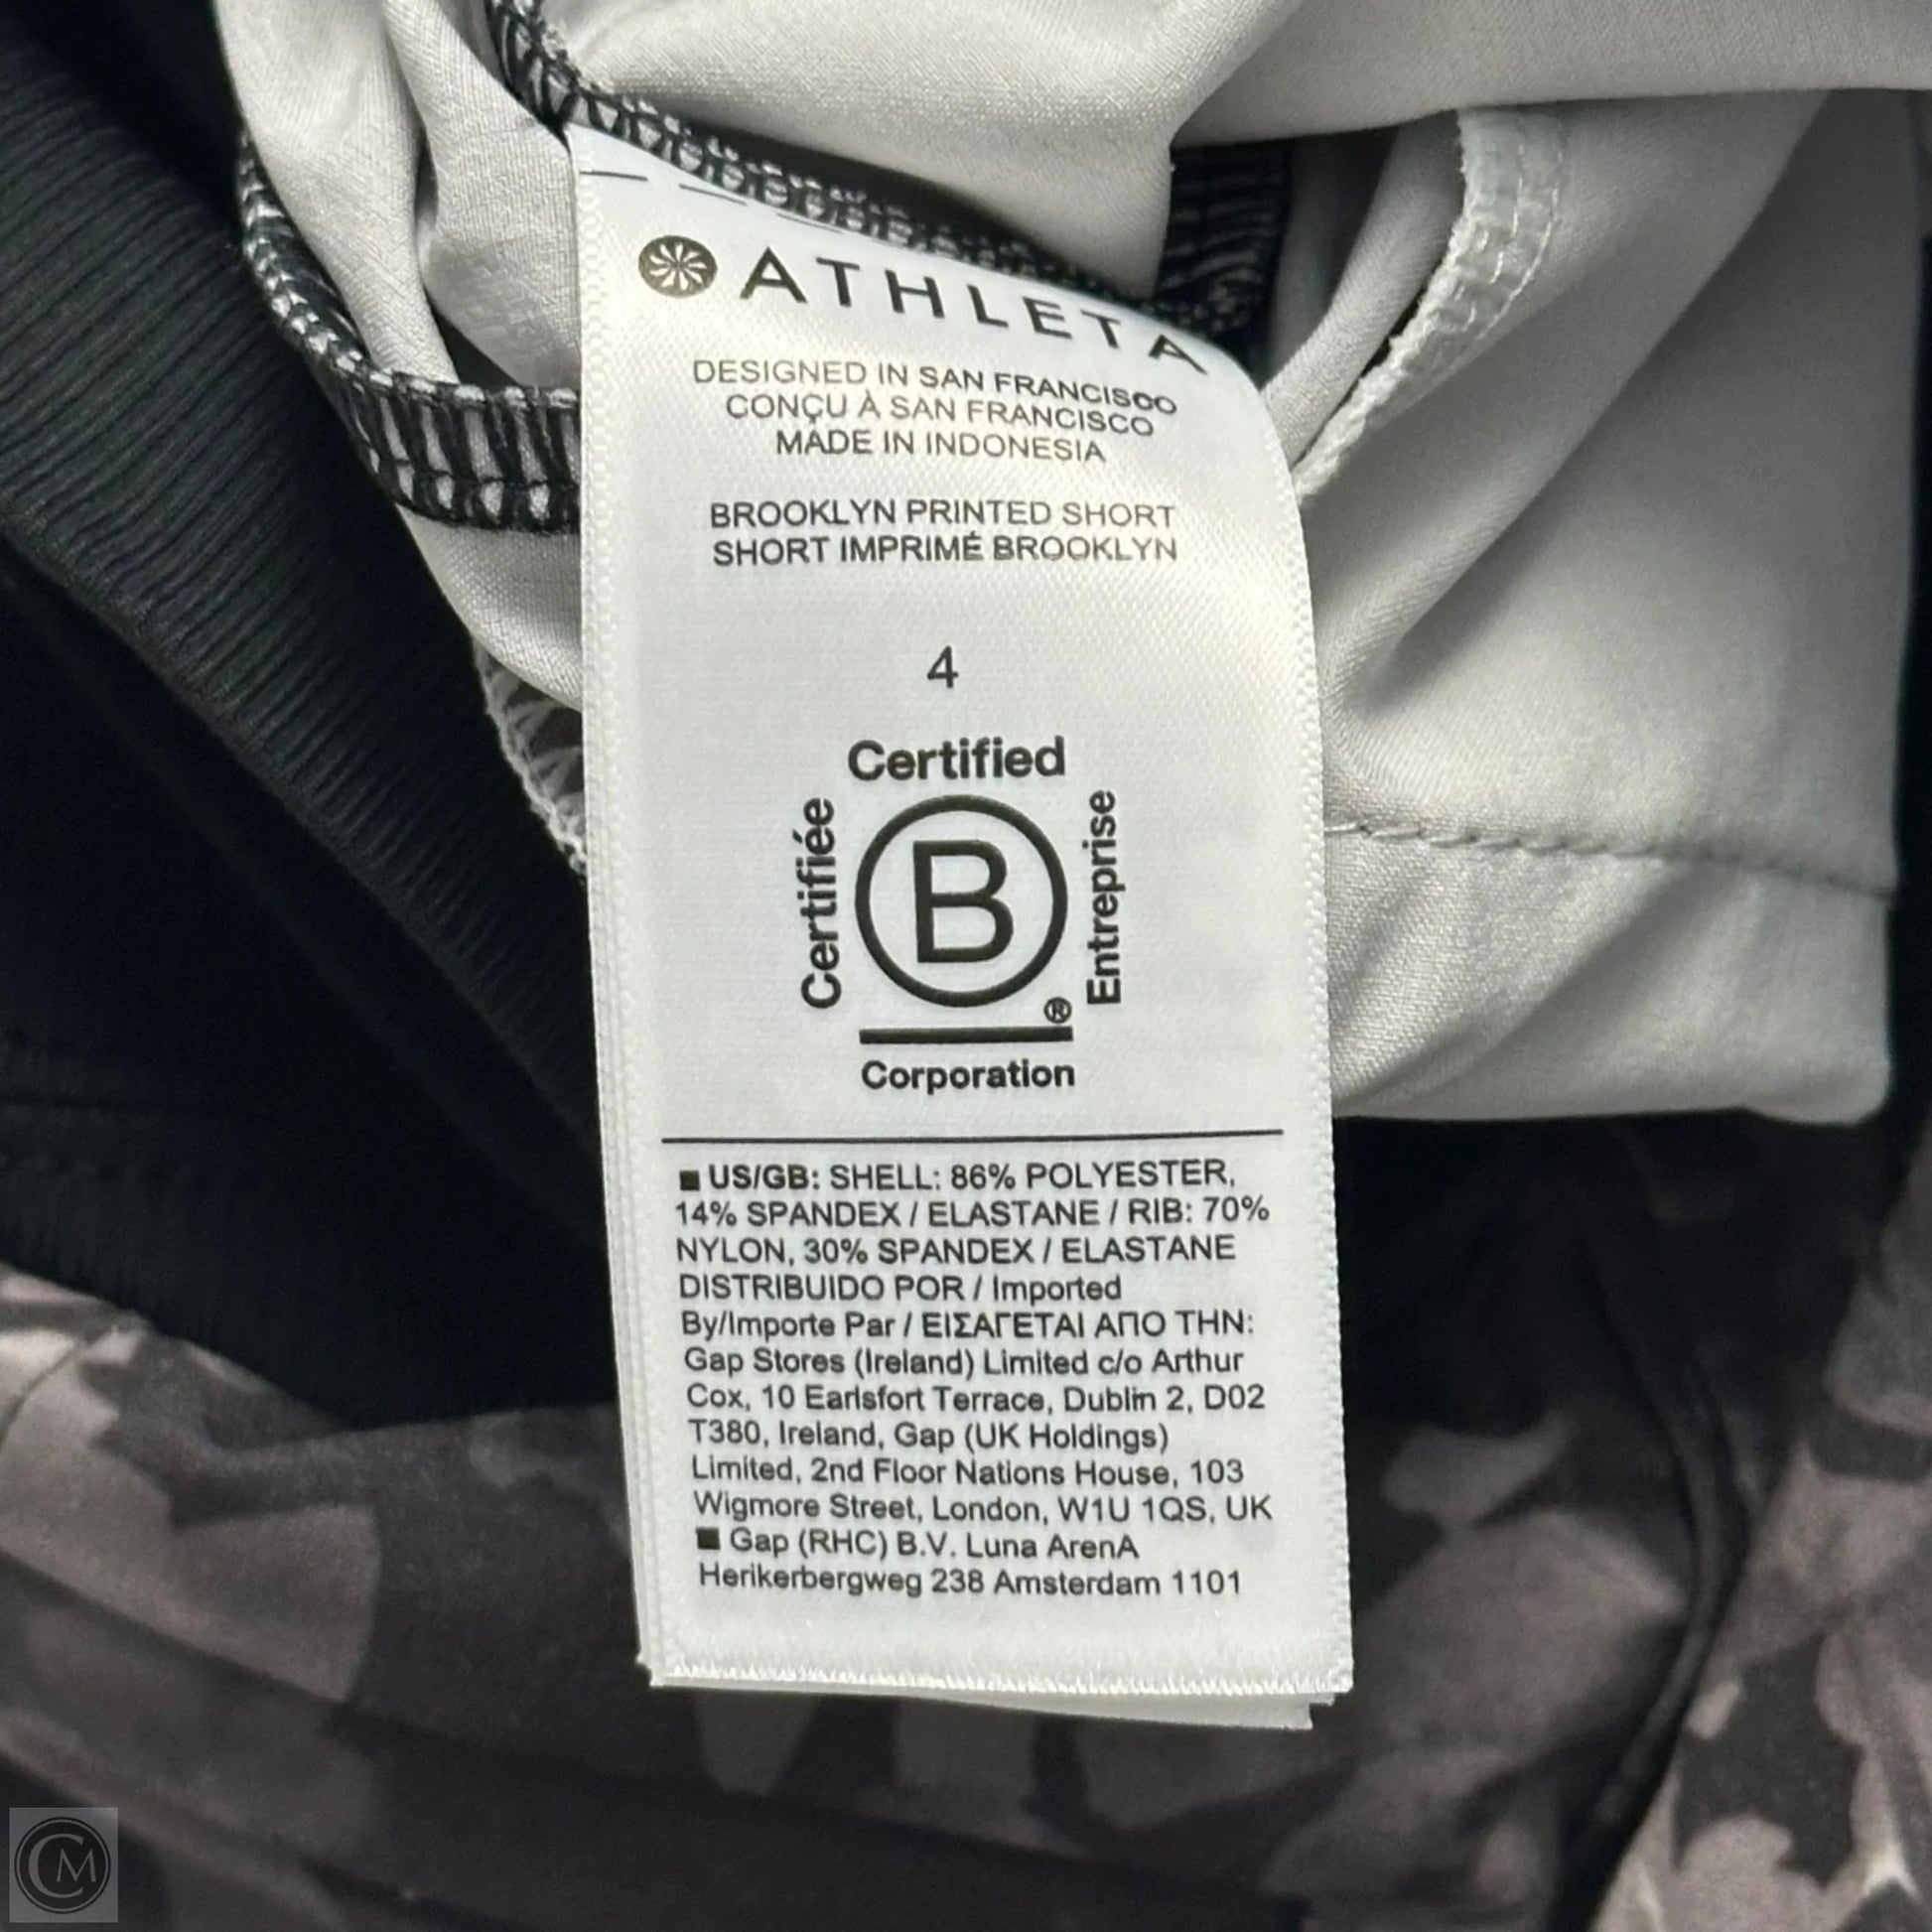 ATHLETA
DESIGNED IN SAN FRANCISCO
CONÇU À SAN FRANCISCO
MADE IN INDONESIA
BROOKLYN PRINTED SHORT
SHORT IMPRIMÉ BROOKLYN
4
Certified
Certifiée
B
Entreprise
®
Corporation
■ US/GB: SHELL: 86% POLYESTER,
14% SPANDEX / ELASTANE / RIB: 70%
NYLON, 30% SPANDEX / ELASTANE
DISTRIBUIDO POR / Imported
By/Importe Par / ΕΙΣΑΓΕΤΑΙ ΑΠΟ ΤΗΝ:
Gap Stores (Ireland) Limited c/o Arthur
Cox, 10 Earlsfort Terrace, Dublin 2, D02
T380, Ireland, Gap (UK Holdings)
Limited, 2nd Floor Nations House, 103
Wigmore Street, London, W1U 1QS, UK
■ Gap (RHC) B.V. Luna ArenA
Herikerbergweg 238 Amsterdam 1101
CM